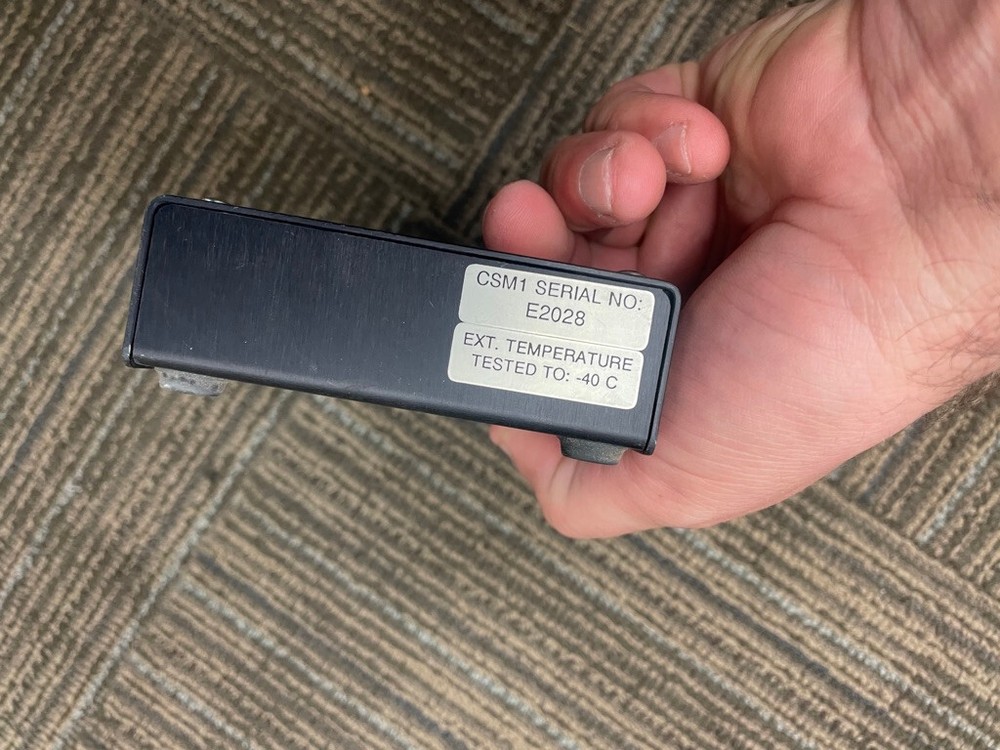 CSM1 SERIAL NO:
E2028
EXT. TEMPERATURE
TESTED TO: -40 C